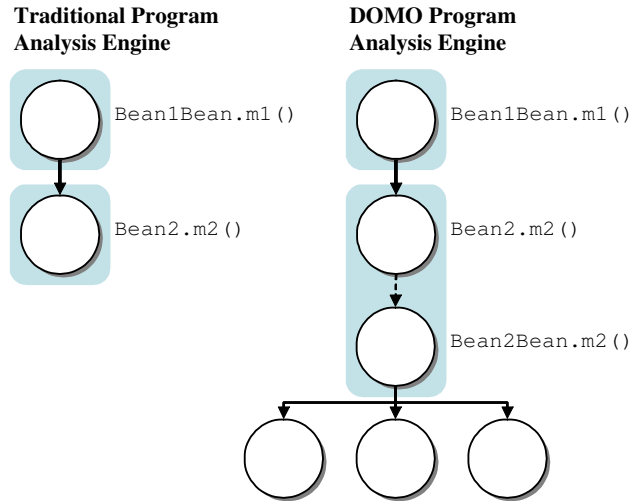 Traditional Program
Analysis Engine
Bean1Bean.m1()
Bean2.m2()
DOMO Program
Analysis Engine
Bean1Bean.m1()
Bean2.m2()
Bean2Bean.m2()